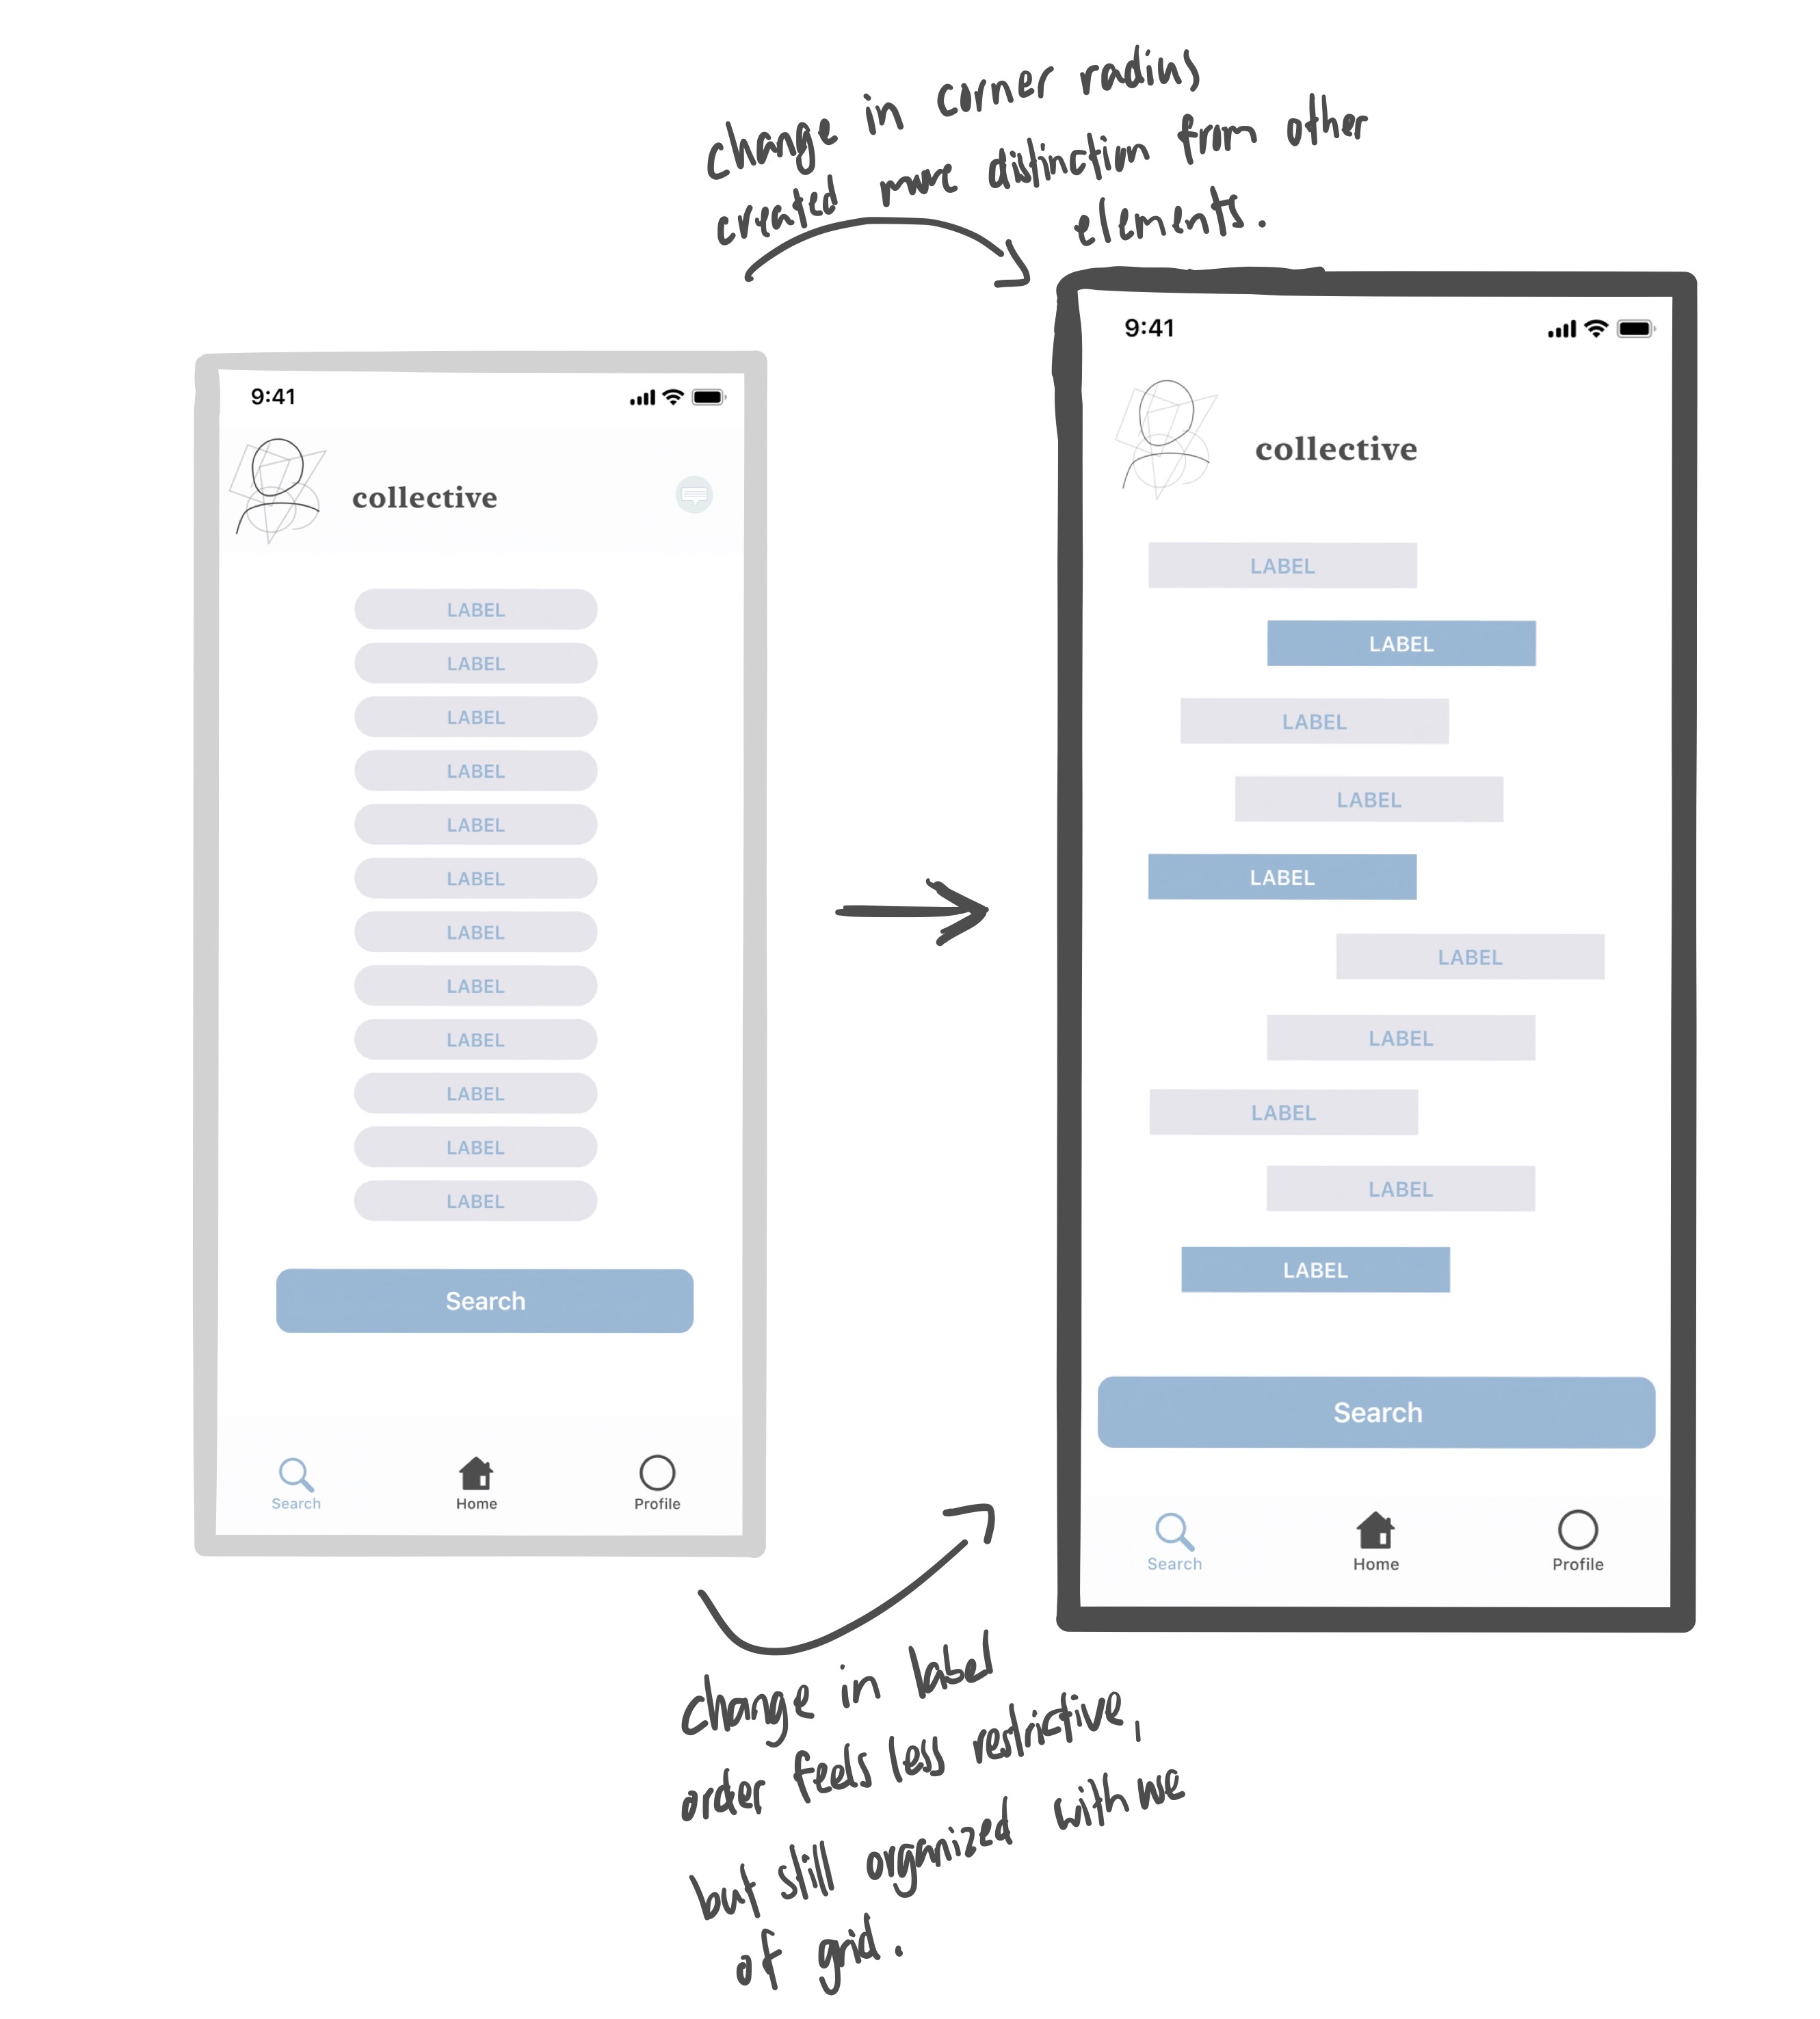 change in corner radius
created more distinction from other
elements.
9:41
collective
LABEL
LABEL
LABEL
LABEL
LABEL
LABEL
LABEL
LABEL
LABEL
LABEL
LABEL
LABEL
Search
Search
Home
Profile
9:41
collective
LABEL
LABEL
LABEL
LABEL
LABEL
LABEL
LABEL
LABEL
LABEL
LABEL
Search
Search
Home
Profile
change in label
order feels less restrictive,
but still organized with use
of grid.